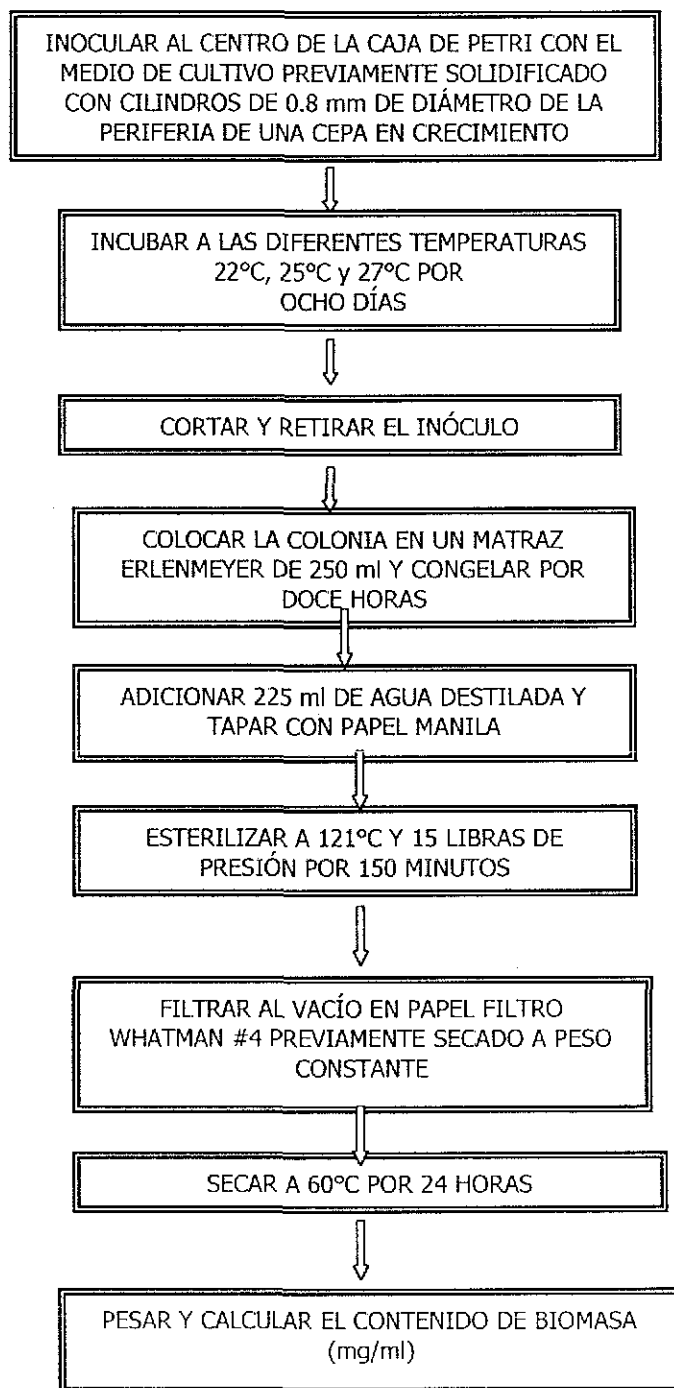 INOCULAR AL CENTRO DE LA CAJA DE PETRI CON EL
MEDIO DE CULTIVO PREVIAMENTE SOLIDIFICADO
CON CILINDROS DE 0.8 mm DE DIÁMETRO DE LA
PERIFERIA DE UNA CEPA EN CRECIMIENTO
INCUBAR A LAS DIFERENTES TEMPERATURAS
22°C, 25°C y 27°C POR
OCHO DÍAS
CORTAR Y RETIRAR EL INÓCULO
COLOCAR LA COLONIA EN UN MATRAZ
ERLENMEYER DE 250 ml Y CONGELAR POR
DOCE HORAS
ADICIONAR 225 ml DE AGUA DESTILADA Y
TAPAR CON PAPEL MANILA
ESTERILIZAR A 121°C Y 15 LIBRAS DE
PRESIÓN POR 150 MINUTOS
FILTRAR AL VACÍO EN PAPEL FILTRO
WHATMAN #4 PREVIAMENTE SECADO A PESO
CONSTANTE
SECAR A 60°C POR 24 HORAS
PESAR Y CALCULAR EL CONTENIDO DE BIOMASA
(mg/ml)